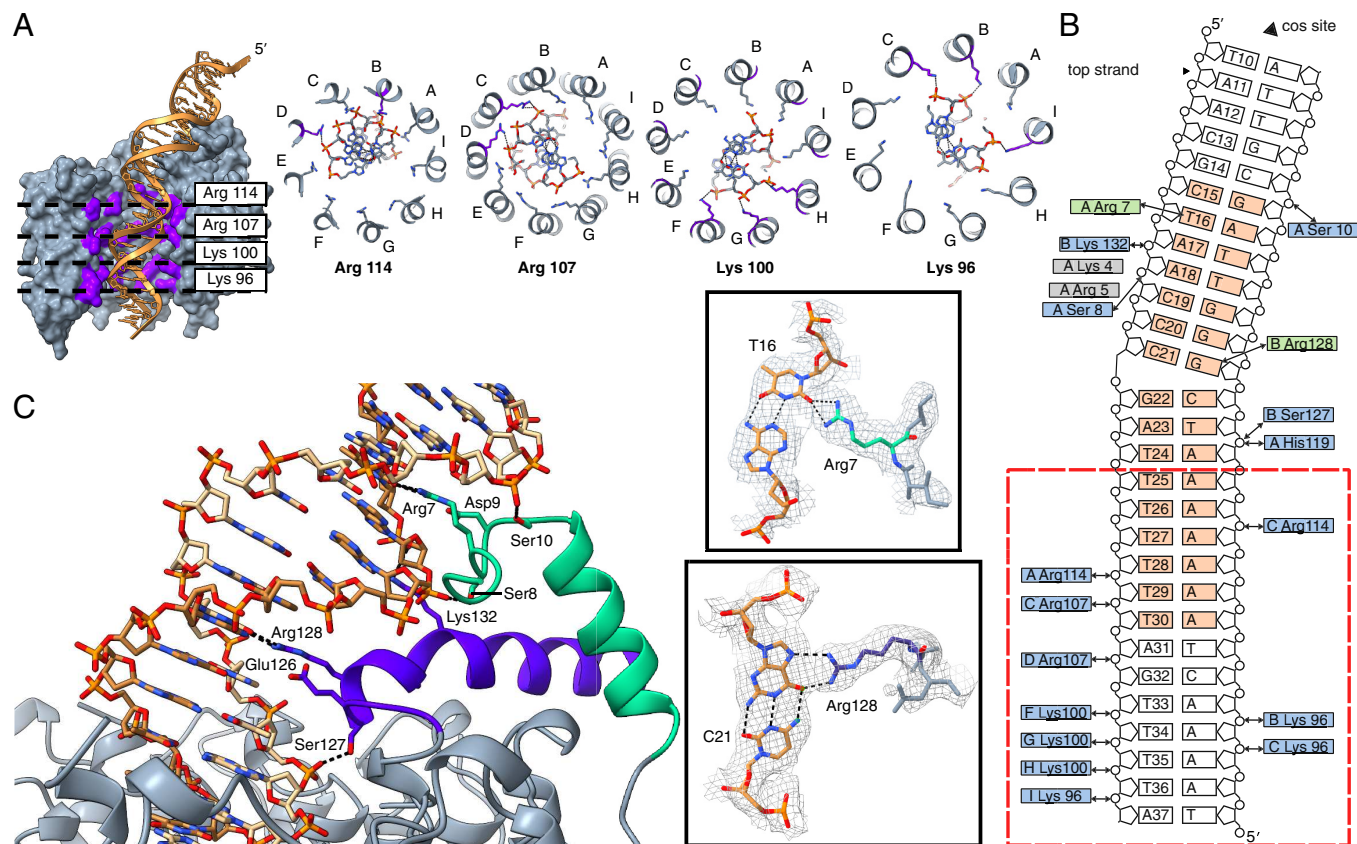 A
5′
Arg 114
Arg 107
Lys 100
Lys 96
C B A D I E H F G
Arg 114
C B A D I E H F G
Arg 107
C B A D I E H F G
Lys 100
C B A D I E H F G
Lys 96
B
5′
cos site
top strand
T10 A
A11 T
A12 T
C13 G
G14 C
C15 G
A Arg 7
T16 A
A Ser 10
B Lys 132
A17 T
A Lys 4
A18 T
A Arg 5
A Ser 8
C19 G
C20 G
B Arg128
C21 G
G22 C
B Ser127
A23 T
A His119
T24 A
T25 A
T26 A
C Arg114
T27 A
A Arg114
T28 A
C Arg107
T29 A
T30 A
D Arg107
A31 T
G32 C
F Lys100
T33 A
B Lys 96
G Lys100
T34 A
C Lys 96
H Lys100
T35 A
I Lys 96
T36 A
A37 T
5′
C
Arg7
Asp9
Ser10
Ser8
Lys132
Arg128
Glu126
Ser127
T16
Arg7
Arg128
C21